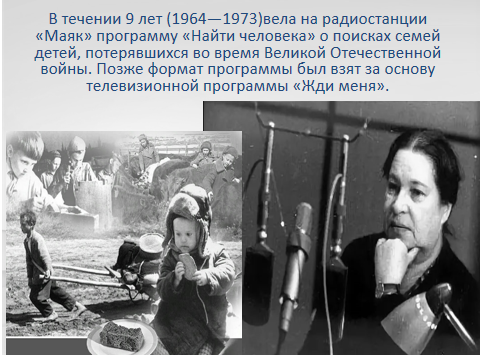 В течении 9 лет (1964—1973)вела на радиостанции
«Маяк» программу «Найти человека» о поисках семей
детей, потерявшихся во время Великой Отечественной
войны. Позже формат программы был взят за основу
телевизионной программы «Жди меня».